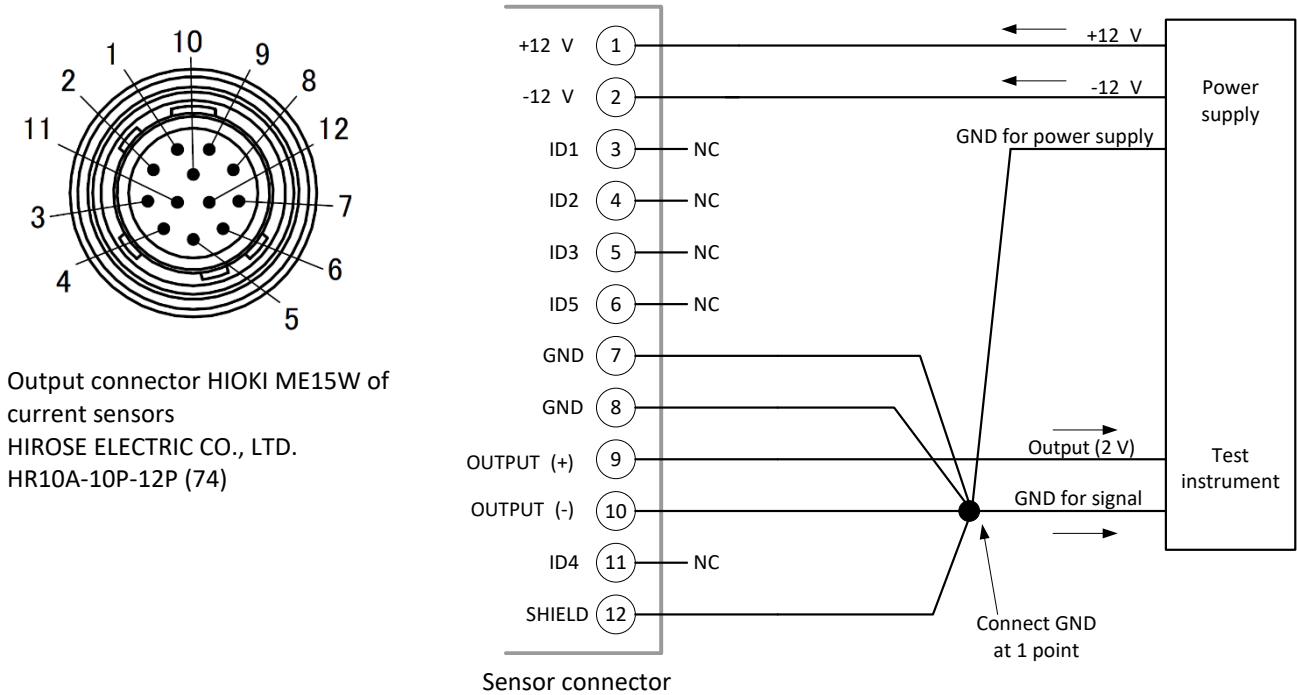 10
1
9
2
8
11
12
3
7
4
6
5
Output connector HIOKI ME15W of
current sensors
HIROSE ELECTRIC CO., LTD.
HR10A-10P-12P (74)
+12 V 1 +12 V
-12 V 2 -12 V
Power
supply
GND for power supply
ID1 3 NC
ID2 4 NC
ID3 5 NC
ID5 6 NC
GND 7
GND 8
Output (2 V)
OUTPUT (+) 9
Test
instrument
GND for signal
OUTPUT (-) 10
ID4 11 NC
SHIELD 12
Connect GND
at 1 point
Sensor connector